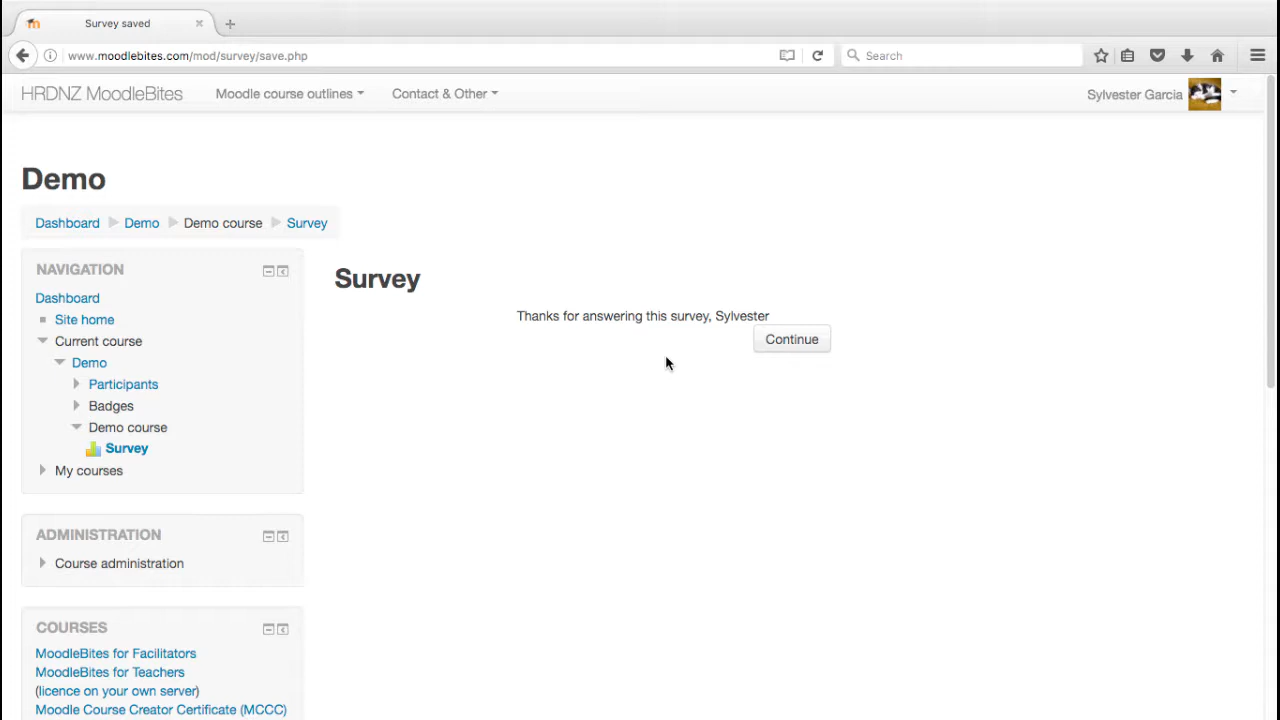 Survey saved
www.moodlebites.com/mod/survey/save.php
Search
HRDNZ MoodleBites
Moodle course outlines
Contact & Other
Sylvester Garcia
Demo
Dashboard Demo Demo course Survey
NAVIGATION
Dashboard
Site home
Current course
Demo
Participants
Badges
Demo course
Survey
My courses
ADMINISTRATION
Course administration
COURSES
MoodleBites for Facilitators
MoodleBites for Teachers
(licence on your own server)
Moodle Course Creator Certificate (MCCC)
Survey
Thanks for answering this survey, Sylvester
Continue